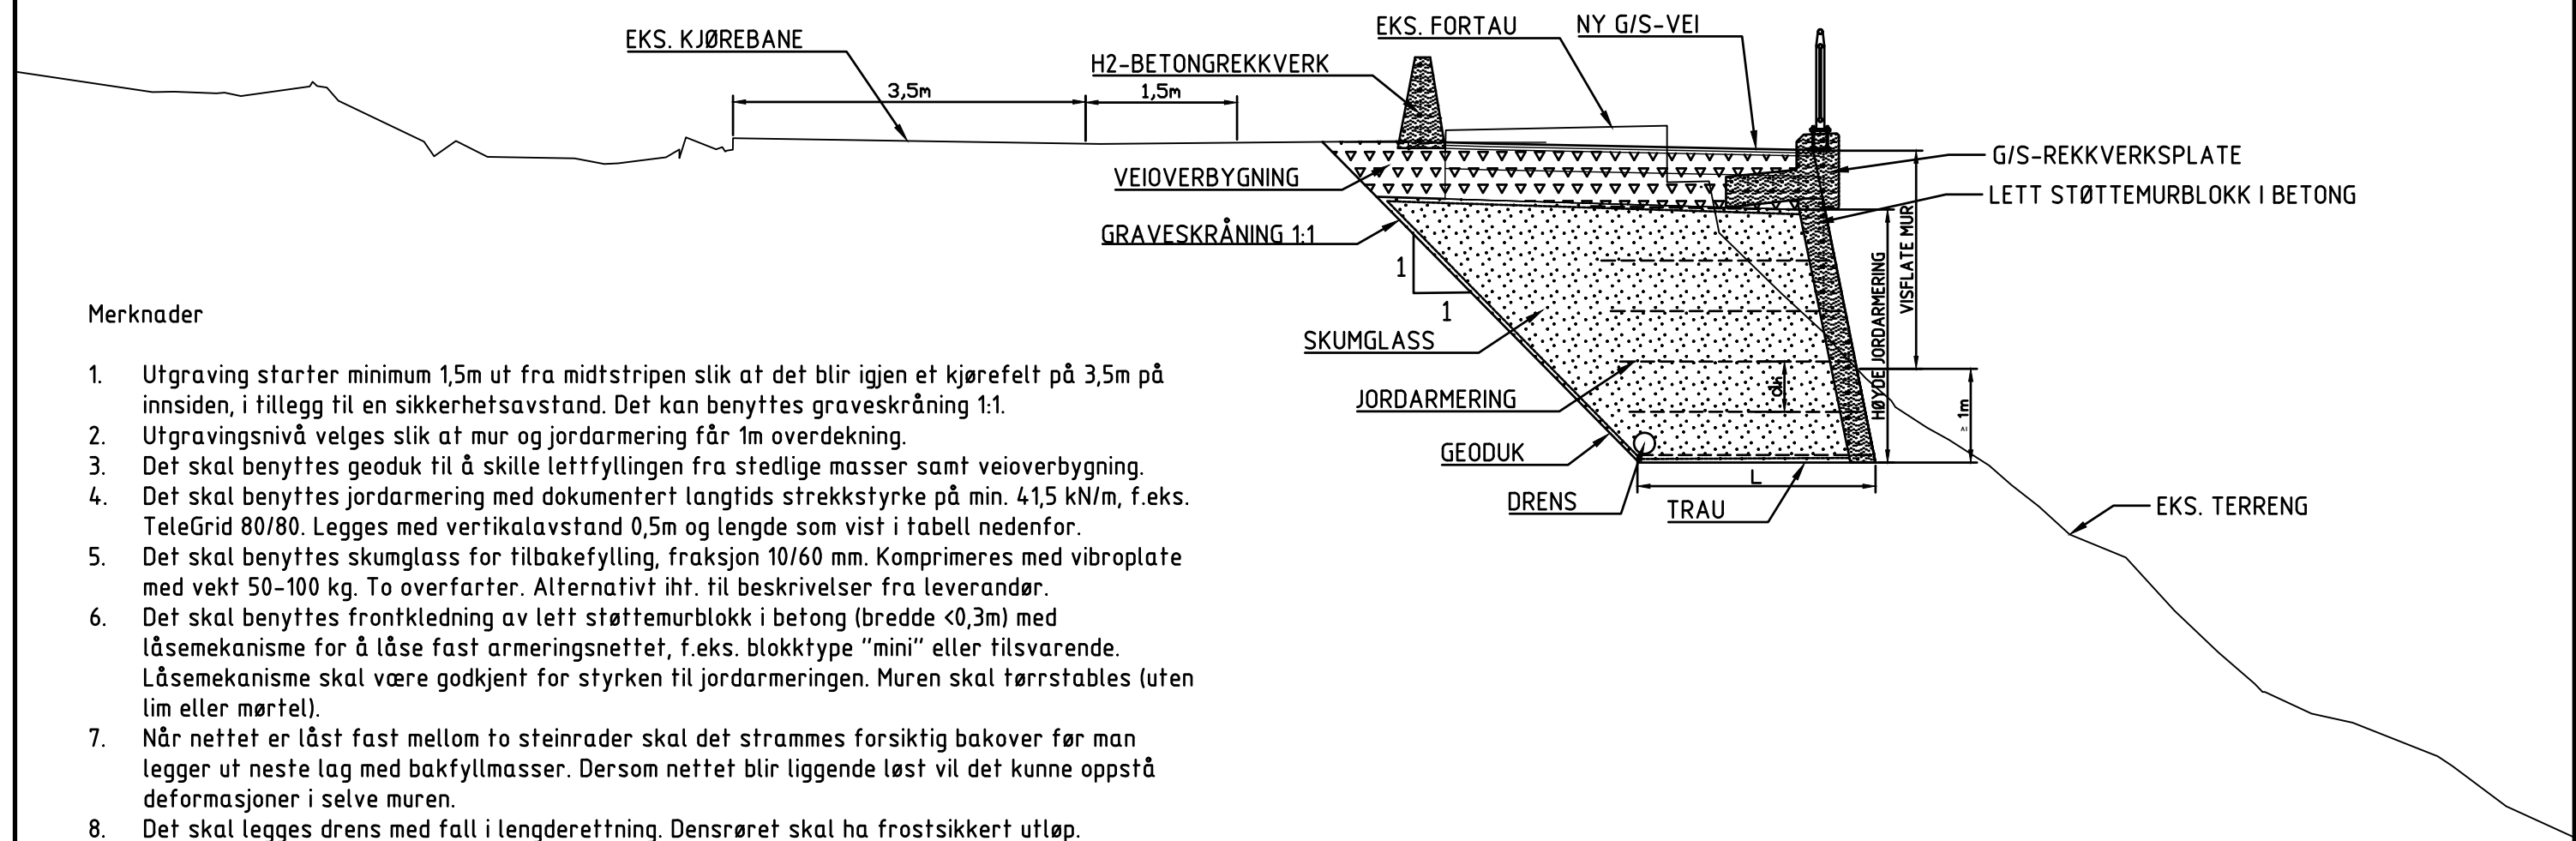 EKS. KJØREBANE
H2-BETONGREKKVERK
EKS. FORTAU
NY G/S-VEI
3,5m
1,5m
VEIOVERBYGNING
GRAVESKRÅNING 1:1
G/S-REKKVERKSPLATE
LETT STØTTEMURBLOKK I BETONG
VISFLATE MUR
HØYDE JORDARMERING
1
1
SKUMGLASS
JORDARMERING
dh
≥ 1m
GEODUK
DRENS
L
TRAU
EKS. TERRENG
Merknader
1. Utgraving starter minimum 1,5m ut fra midtstripen slik at det blir igjen et kjørefelt på 3,5m på
innsiden, i tillegg til en sikkerhetsavstand. Det kan benyttes graveskråning 1:1.
2. Utgravingsnivå velges slik at mur og jordarmering får 1m overdekning.
3. Det skal benyttes geoduk til å skille lettfyllingen fra stedlige masser samt veioverbygning.
4. Det skal benyttes jordarmering med dokumentert langtids strekkstyrke på min. 41,5 kN/m, f.eks.
TeleGrid 80/80. Legges med vertikalavstand 0,5m og lengde som vist i tabell nedenfor.
5. Det skal benyttes skumglass for tilbakefylling, fraksjon 10/60 mm. Komprimeres med vibroplate
med vekt 50-100 kg. To overfarter. Alternativt iht. til beskrivelser fra leverandør.
6. Det skal benyttes frontkledning av lett støttemurblokk i betong (bredde <0,3m) med
låsemekanisme for å låse fast armeringsnettet, f.eks. blokktype "mini" eller tilsvarende.
Låsemekanisme skal være godkjent for styrken til jordarmeringen. Muren skal tørrstables (uten
lim eller mørtel).
7. Når nettet er låst fast mellom to steinrader skal det strammes forsiktig bakover før man
legger ut neste lag med bakfyllmasser. Dersom nettet blir liggende løst vil det kunne oppstå
deformasjoner i selve muren.
8. Det skal legges drens med fall i lengderettning. Densrøret skal ha frostsikkert utløp.